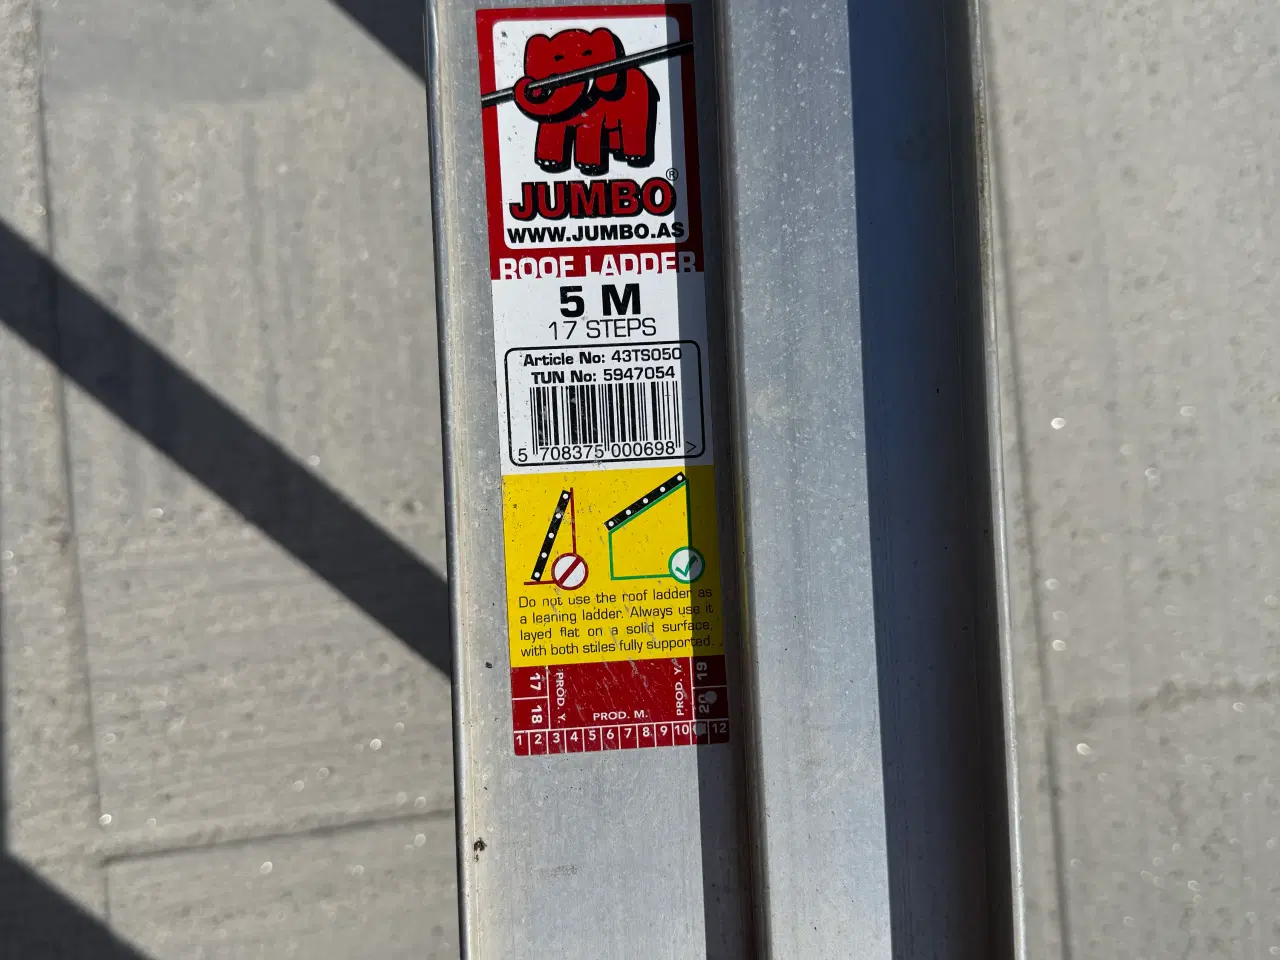 JUMBO®
WWW.JUMBO.AS
ROOF LADDER
5 M
17 STEPS
Article No: 43TS050
TUN No: 5947054
5 708375 000698 >
Do not use the roof ladder as
a leaning ladder. Always use it
layed flat on a solid surface,
with both stiles fully supported.
17 18
PROD. Y.
PROD. M.
PROD. Y.
19 20
1 2 3 4 5 6 7 8 9 10 12